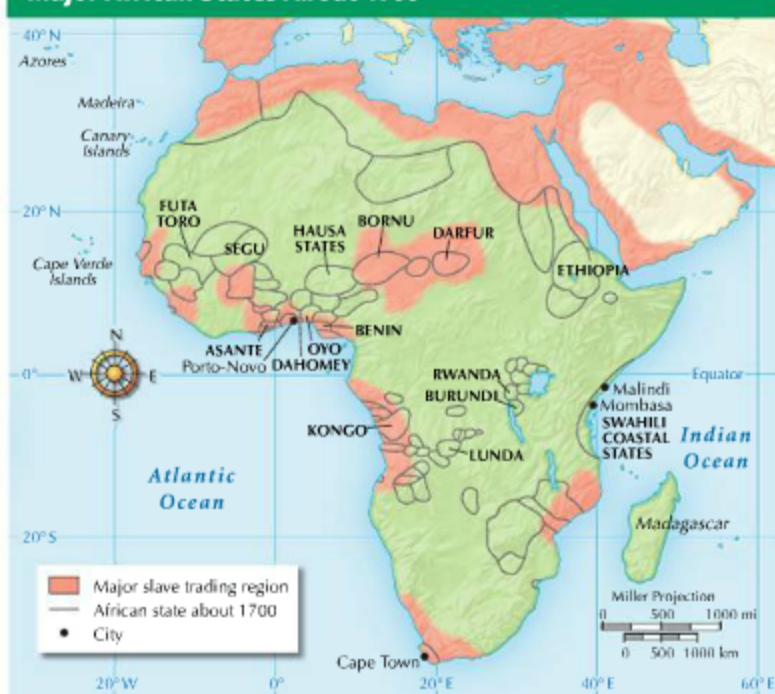 40°N
Azores
Madeira
Canary
Islands
20°N
FUTA
TORO
SEGU
HAUSA
STATES
BORNU
DARFUR
ETHIOPIA
Cape Verde
Islands
N
W
E
S
ASANTE
Porto-Novo
DAHOMEY
OYO
BENIN
0°
Equator
RWANDA
BURUNDI
Malindi
Mombasa
SWAHILI
COASTAL
STATES
Indian
Ocean
KONGO
LUNDA
Atlantic
Ocean
Madagascar
20°S
Major slave trading region
African state about 1700
City
Miller Projection
0 500 1000 mi
0 500 1000 km
Cape Town
20°W
0°
20°E
40°E
60°E